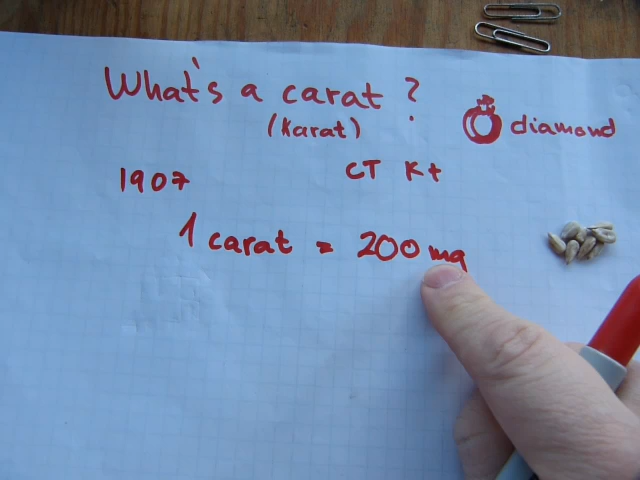 What's a carat ?
(Karat)
diamond
CT Kt
1907
1 carat = 200 mg